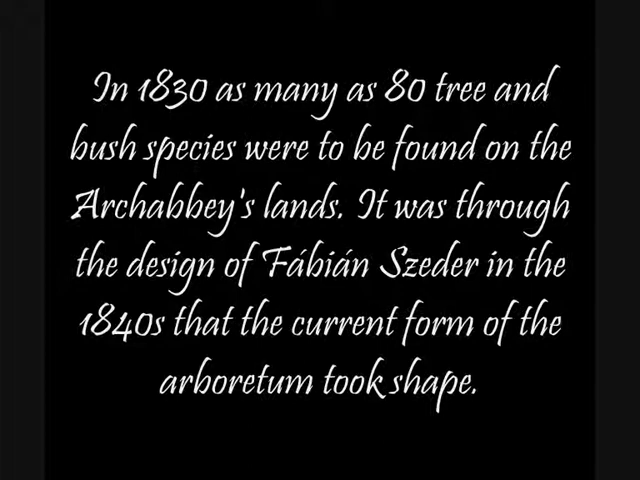 In 1830 as many as 80 tree and
bush species were to be found on the
Archabbey's lands. It was through
the design of Fábián Szeder in the
1840s that the current form of the
arboretum took shape.